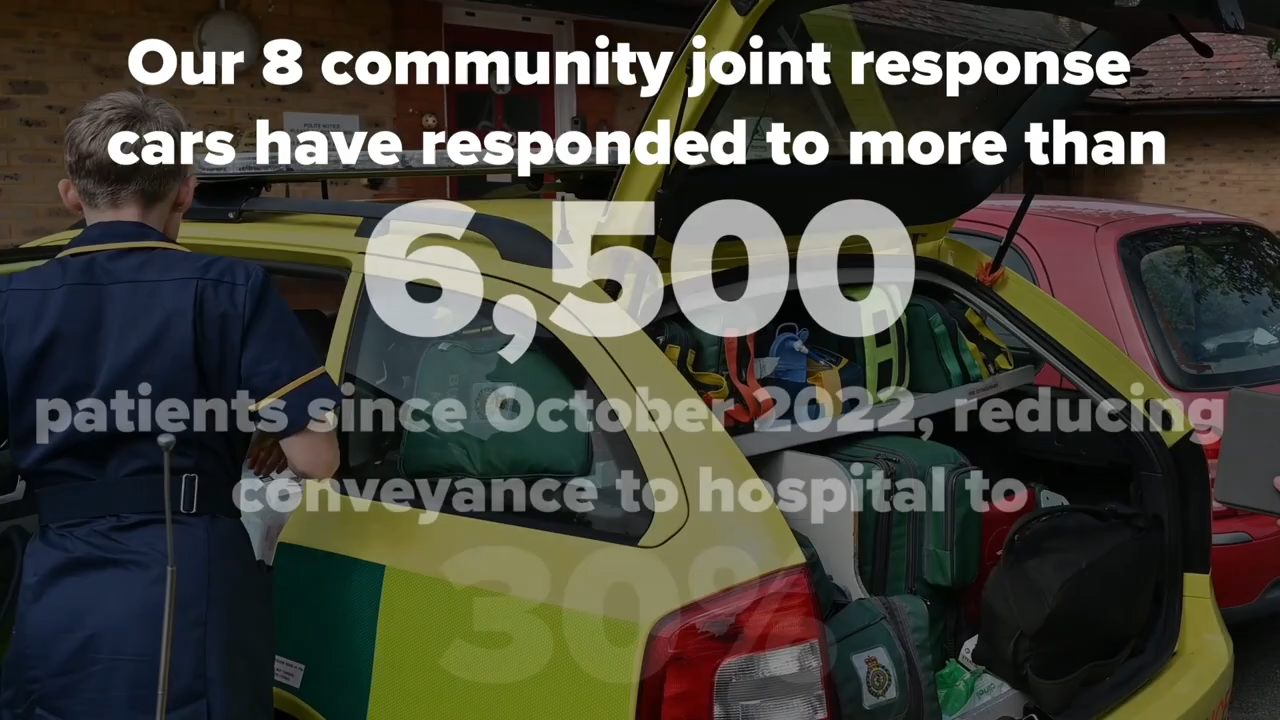 Our 8 community joint response
cars have responded to more than
6,500
patients since October 2022, reducing
conveyance to hospital to
30%